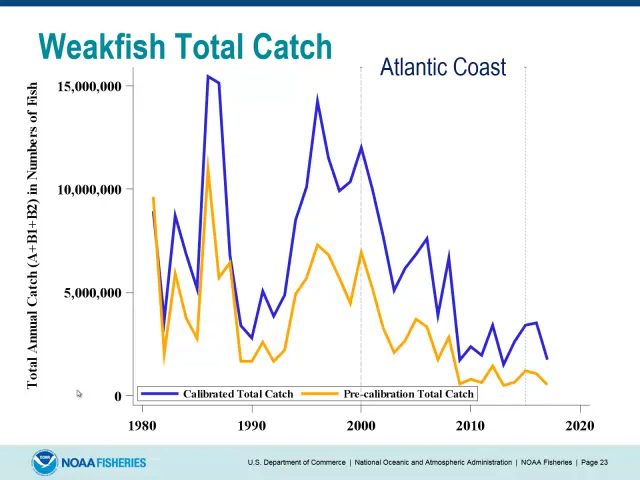 Weakfish Total Catch
Atlantic Coast
Total Annual Catch (A+B1+B2) in Numbers of Fish
15,000,000
10,000,000
5,000,000
0
Calibrated Total Catch
Pre-calibration Total Catch
1980
1990
2000
2010
2020
NOAA FISHERIES
U.S. Department of Commerce | National Oceanic and Atmospheric Administration | NOAA Fisheries | Page 23